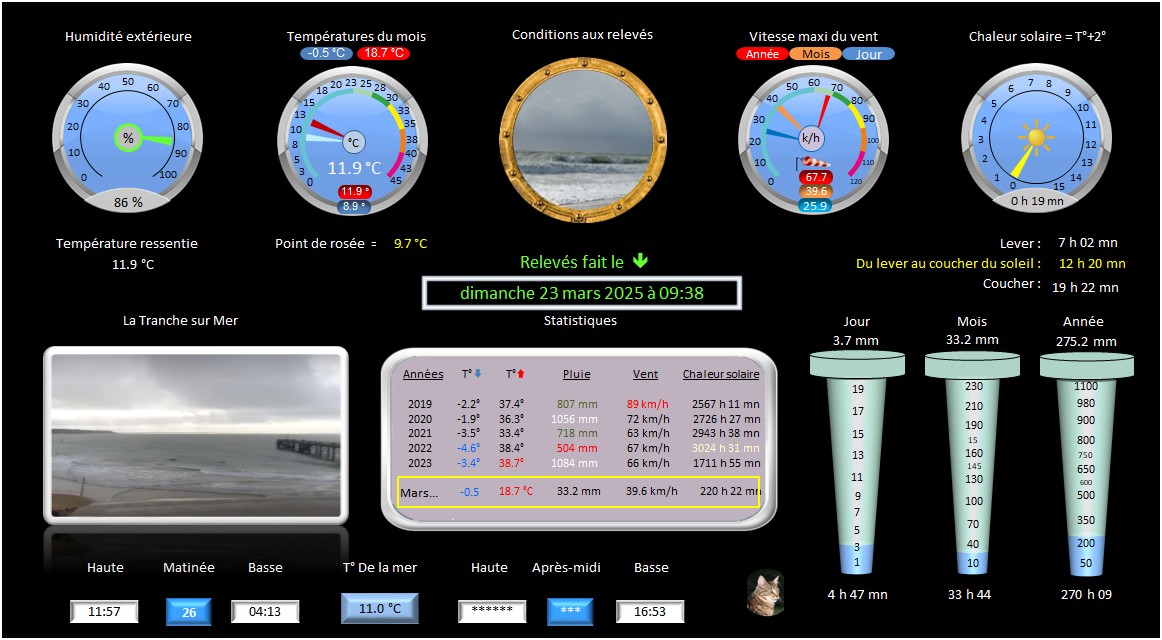 Humidité extérieure
Températures du mois
-0.5 °C 18.7 °C
Conditions aux relevés
Vitesse maxi du vent
Année Mois Jour
Chaleur solaire = T°+2°
0 10 20 30 40 50 60 70 80 90 100
%
86 %
0 3 5 8 10 13 15 18 20 23 25 28 30 33 35 38 40 43 45
°C
11.9 °C
11.9 °
8.9 °
0 10 20 30 40 50 60 70 80 90 100 110 120
k/h
67.7
39.6
25.9
0 1 2 3 4 5 6 7 8 9 10 11 12 13 14 15
0 h 19 mn
Température ressentie
11.9 °C
Point de rosée = 9.7 °C
Relevés fait le
dimanche 23 mars 2025 à 09:38
Lever : 7 h 02 mn
Du lever au coucher du soleil : 12 h 20 mn
Coucher : 19 h 22 mn
La Tranche sur Mer
Statistiques
Années T° T° Pluie Vent Chaleur solaire
2019 -2.2° 37.4° 807 mm 89 km/h 2567 h 11 mn
2020 -1.9° 36.3° 1056 mm 72 km/h 2726 h 27 mn
2021 -3.5° 33.4° 718 mm 63 km/h 2943 h 38 mn
2022 -4.6° 38.4° 504 mm 67 km/h 3024 h 31 mn
2023 -3.4° 38.7° 1084 mm 66 km/h 1711 h 55 mn
Mars... -0.5 18.7 °C 33.2 mm 39.6 km/h 220 h 22 mn
Jour
3.7 mm
19
17
15
13
11
9
7
5
3
1
4 h 47 mn
Mois
33.2 mm
230
210
190
15
160
145
130
100
70
40
10
33 h 44
Année
275.2 mm
1100
980
900
800
750
650
600
500
350
200
50
270 h 09
Haute Matinée Basse
11:57 26 04:13
T° De la mer
11.0 °C
Haute Après-midi Basse
****** *** 16:53